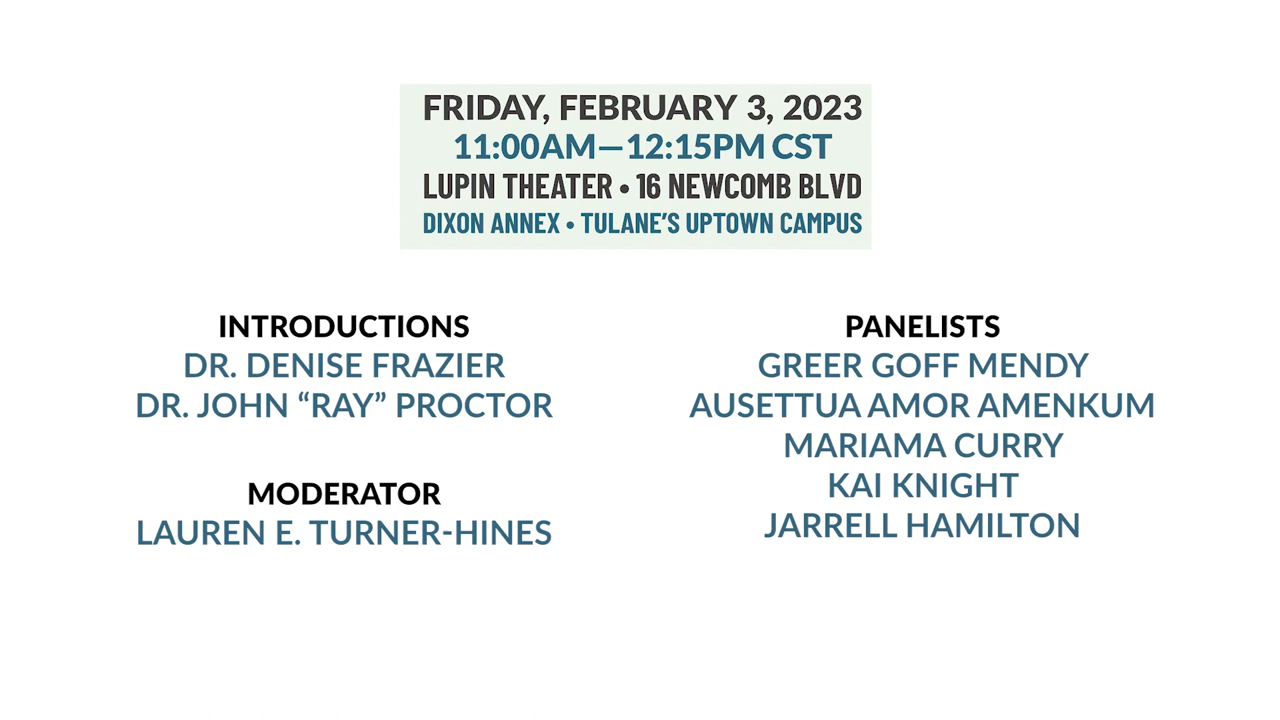 FRIDAY, FEBRUARY 3, 2023
11:00AM—12:15PM CST
LUPIN THEATER • 16 NEWCOMB BLVD
DIXON ANNEX • TULANE'S UPTOWN CAMPUS
INTRODUCTIONS
DR. DENISE FRAZIER
DR. JOHN “RAY” PROCTOR
MODERATOR
LAUREN E. TURNER-HINES
PANELISTS
GREER GOFF MENDY
AUSETTUA AMOR AMENKUM
MARIAMA CURRY
KAI KNIGHT
JARRELL HAMILTON